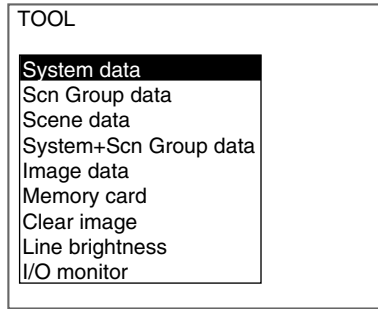 TOOL
System data
Scn Group data
Scene data
System+Scn Group data
Image data
Memory card
Clear image
Line brightness
I/O monitor